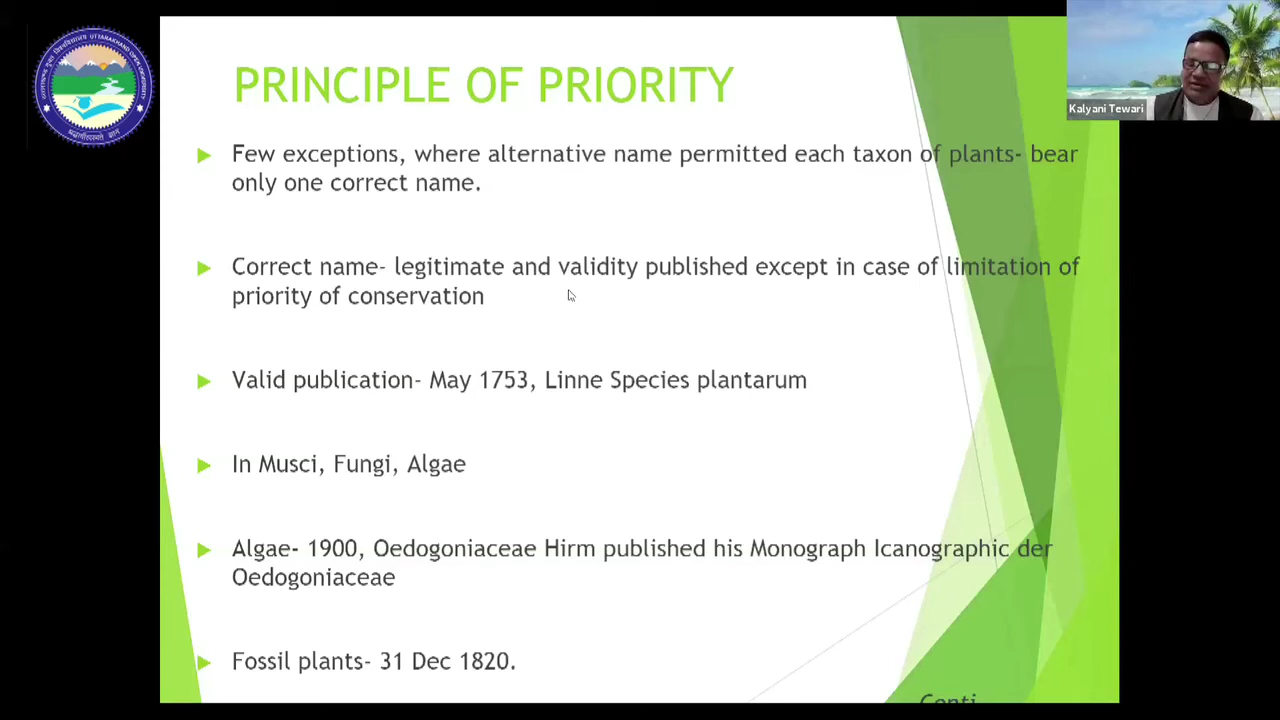 PRINCIPLE OF PRIORITY
Kalyani Tewari
Few exceptions, where alternative name permitted each taxon of plants- bear
only one correct name.
Correct name- legitimate and validity published except in case of limitation of
priority of conservation
Valid publication- May 1753, Linne Species plantarum
In Musci, Fungi, Algae
Algae- 1900, Oedogoniaceae Hirm published his Monograph Icanographic der
Oedogoniaceae
Fossil plants- 31 Dec 1820.
UTTARAKHAND OPEN UNIVERSITY